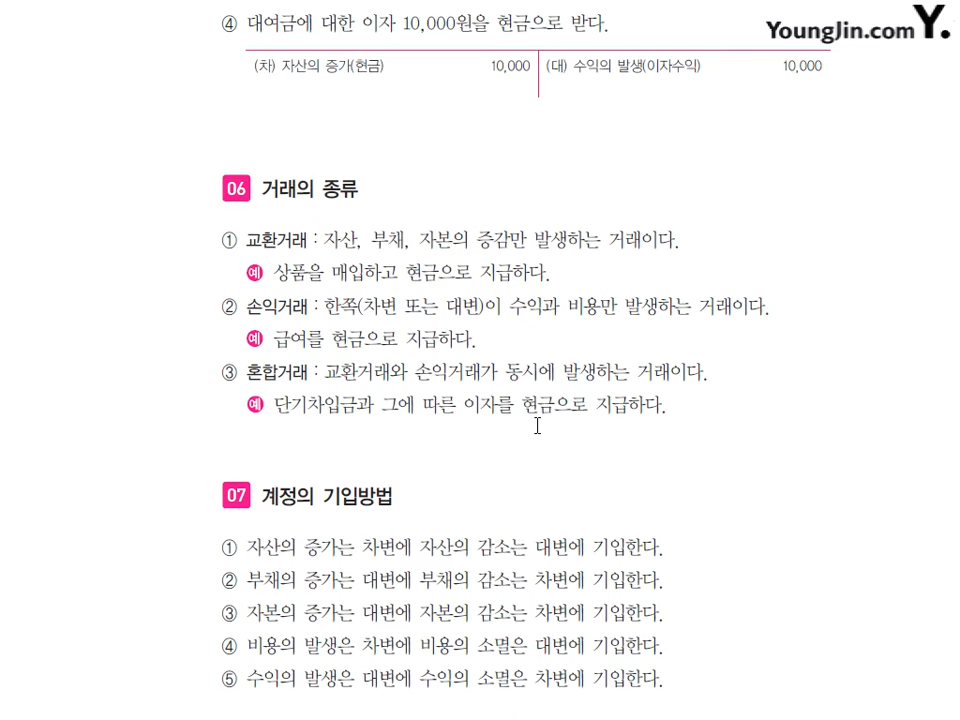 ④ 대여금에 대한 이자 10,000원을 현금으로 받다.
YoungJin.com Y.
(차) 자산의 증가(현금) 10,000 (대) 수익의 발생(이자수익) 10,000
06 거래의 종류
① 교환거래 : 자산, 부채, 자본의 증감만 발생하는 거래이다.
예 상품을 매입하고 현금으로 지급하다.
② 손익거래 : 한쪽(차변 또는 대변)이 수익과 비용만 발생하는 거래이다.
예 급여를 현금으로 지급하다.
③ 혼합거래 : 교환거래와 손익거래가 동시에 발생하는 거래이다.
예 단기차입금과 그에 따른 이자를 현금으로 지급하다.
07 계정의 기입방법
① 자산의 증가는 차변에 자산의 감소는 대변에 기입한다.
② 부채의 증가는 대변에 부채의 감소는 차변에 기입한다.
③ 자본의 증가는 대변에 자본의 감소는 차변에 기입한다.
④ 비용의 발생은 차변에 비용의 소멸은 대변에 기입한다.
⑤ 수익의 발생은 대변에 수익의 소멸은 차변에 기입한다.